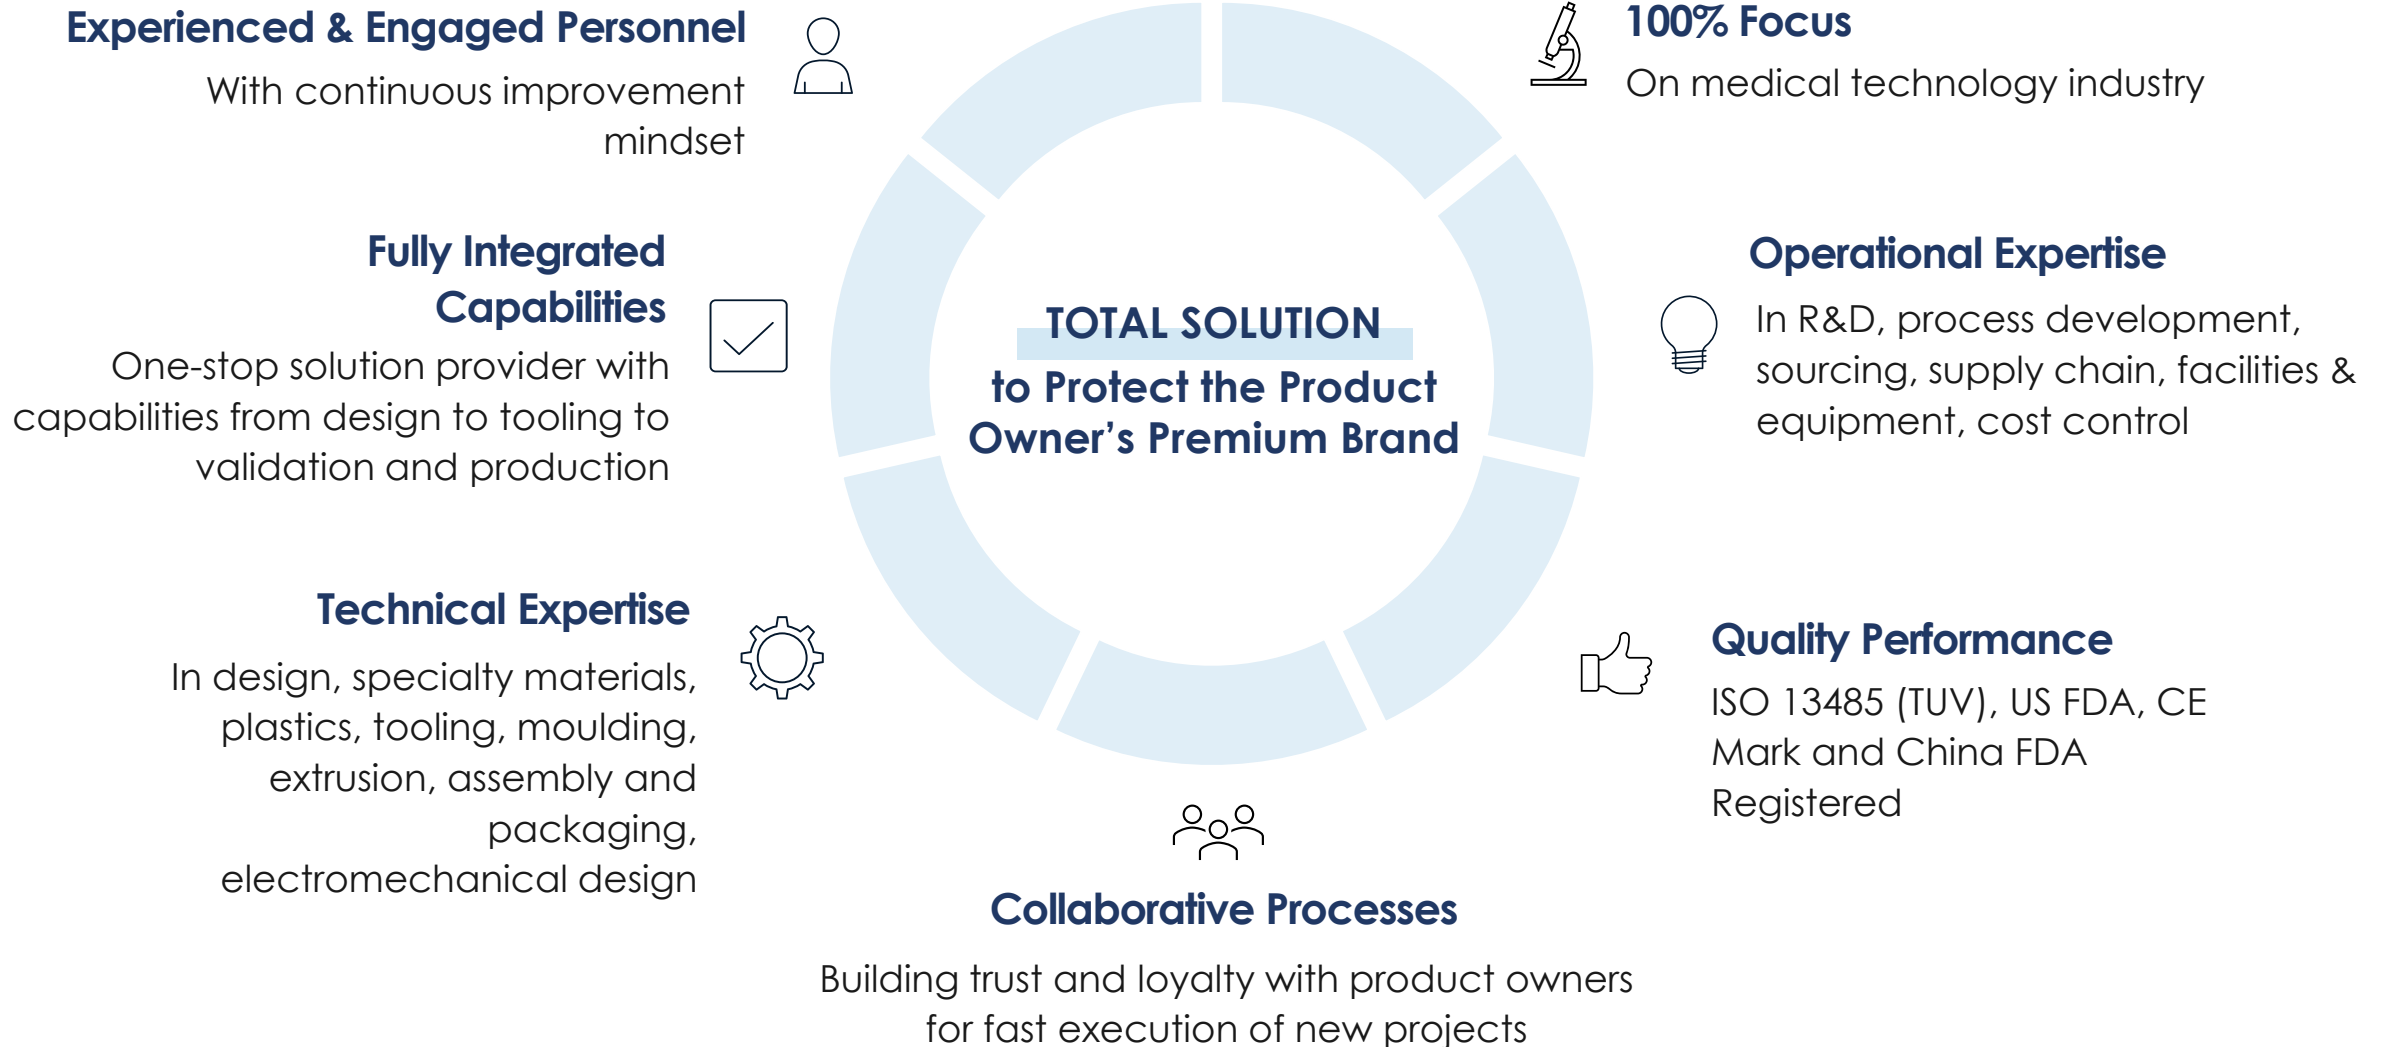 Experienced & Engaged Personnel
With continuous improvement
mindset
100% Focus
On medical technology industry
Fully Integrated
Capabilities
One-stop solution provider with
capabilities from design to tooling to
validation and production
TOTAL SOLUTION
to Protect the Product
Owner’s Premium Brand
Operational Expertise
In R&D, process development,
sourcing, supply chain, facilities &
equipment, cost control
Technical Expertise
In design, specialty materials,
plastics, tooling, moulding,
extrusion, assembly and
packaging,
electromechanical design
Quality Performance
ISO 13485 (TUV), US FDA, CE
Mark and China FDA
Registered
Collaborative Processes
Building trust and loyalty with product owners
for fast execution of new projects